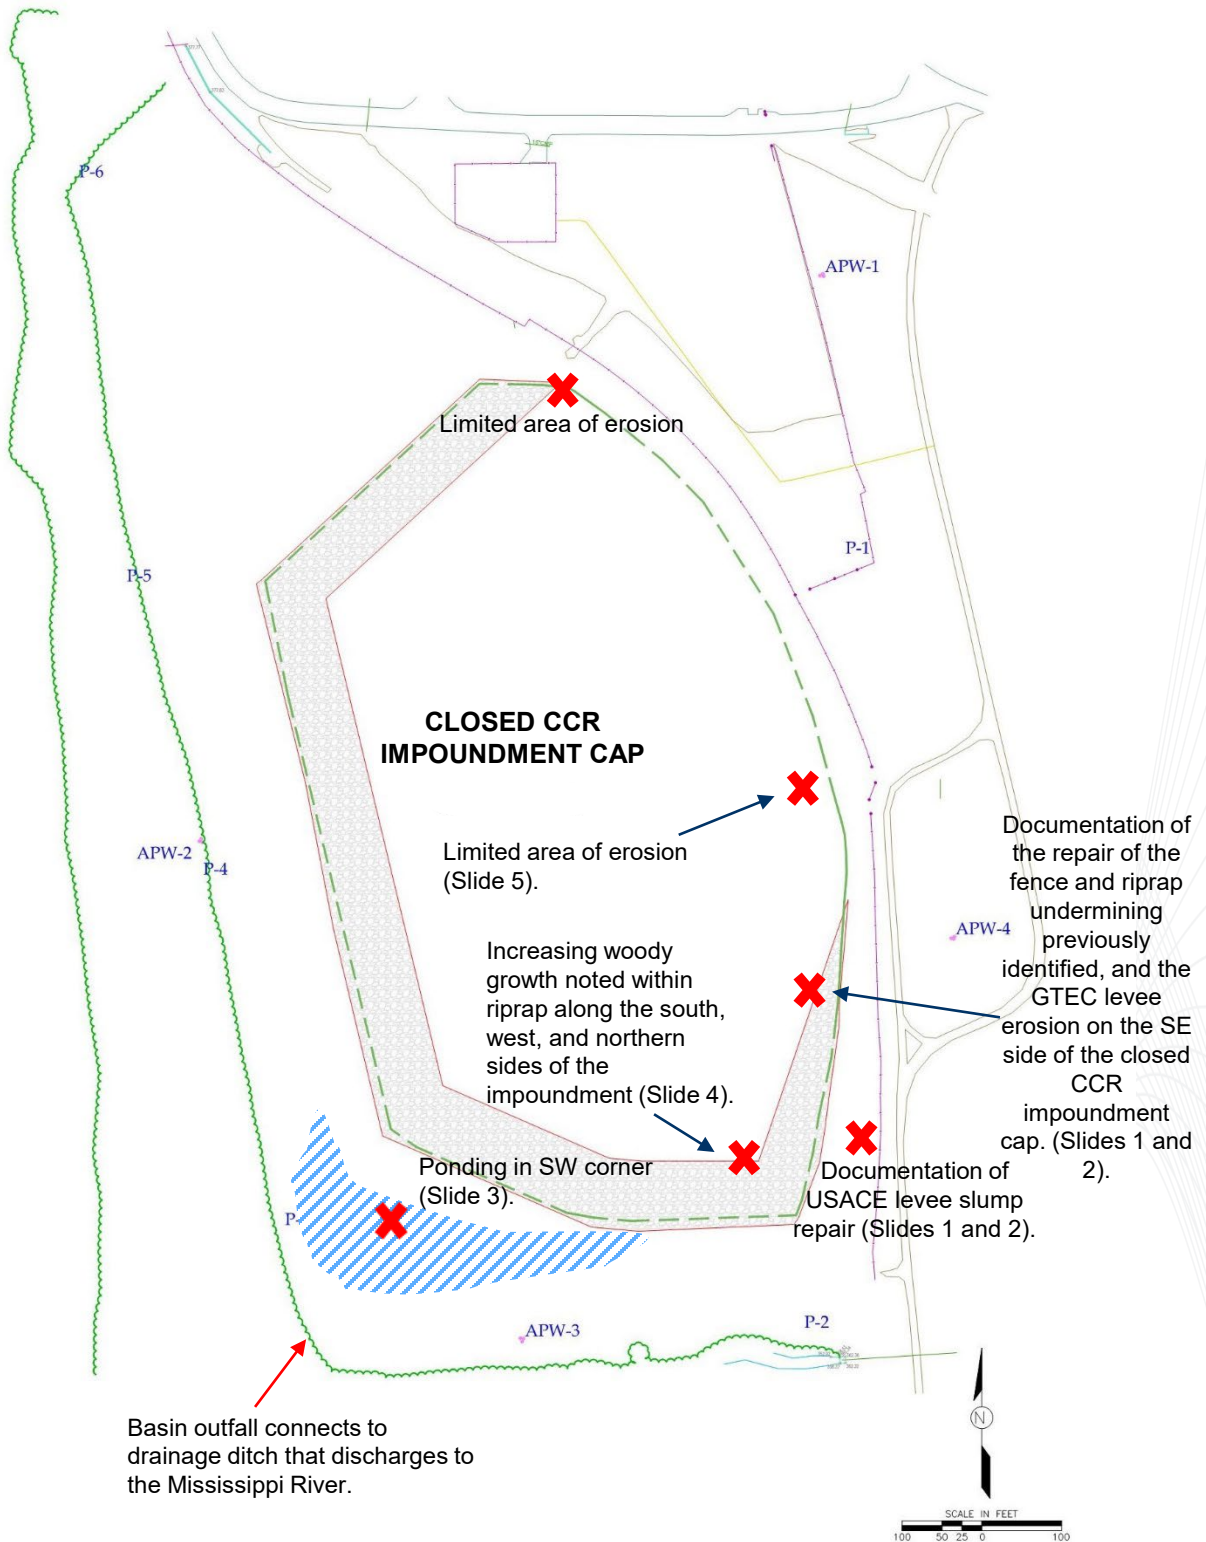 P-6
APW-1
Limited area of erosion
P-1
P-5
CLOSED CCR
IMPOUNDMENT CAP
Documentation of
the repair of the
fence and riprap
undermining
previously
identified, and the
GTEC levee
erosion on the SE
side of the closed
CCR
impoundment
cap. (Slides 1 and
2).
Limited area of erosion
(Slide 5).
APW-2
P-4
APW-4
Increasing woody
growth noted within
riprap along the south,
west, and northern
sides of the
impoundment (Slide 4).
Ponding in SW corner
(Slide 3).
Documentation of
USACE levee slump
repair (Slides 1 and 2).
P-
APW-3
P-2
Basin outfall connects to
drainage ditch that discharges to
the Mississippi River.
N
SCALE IN FEET
100 50 25 0 100